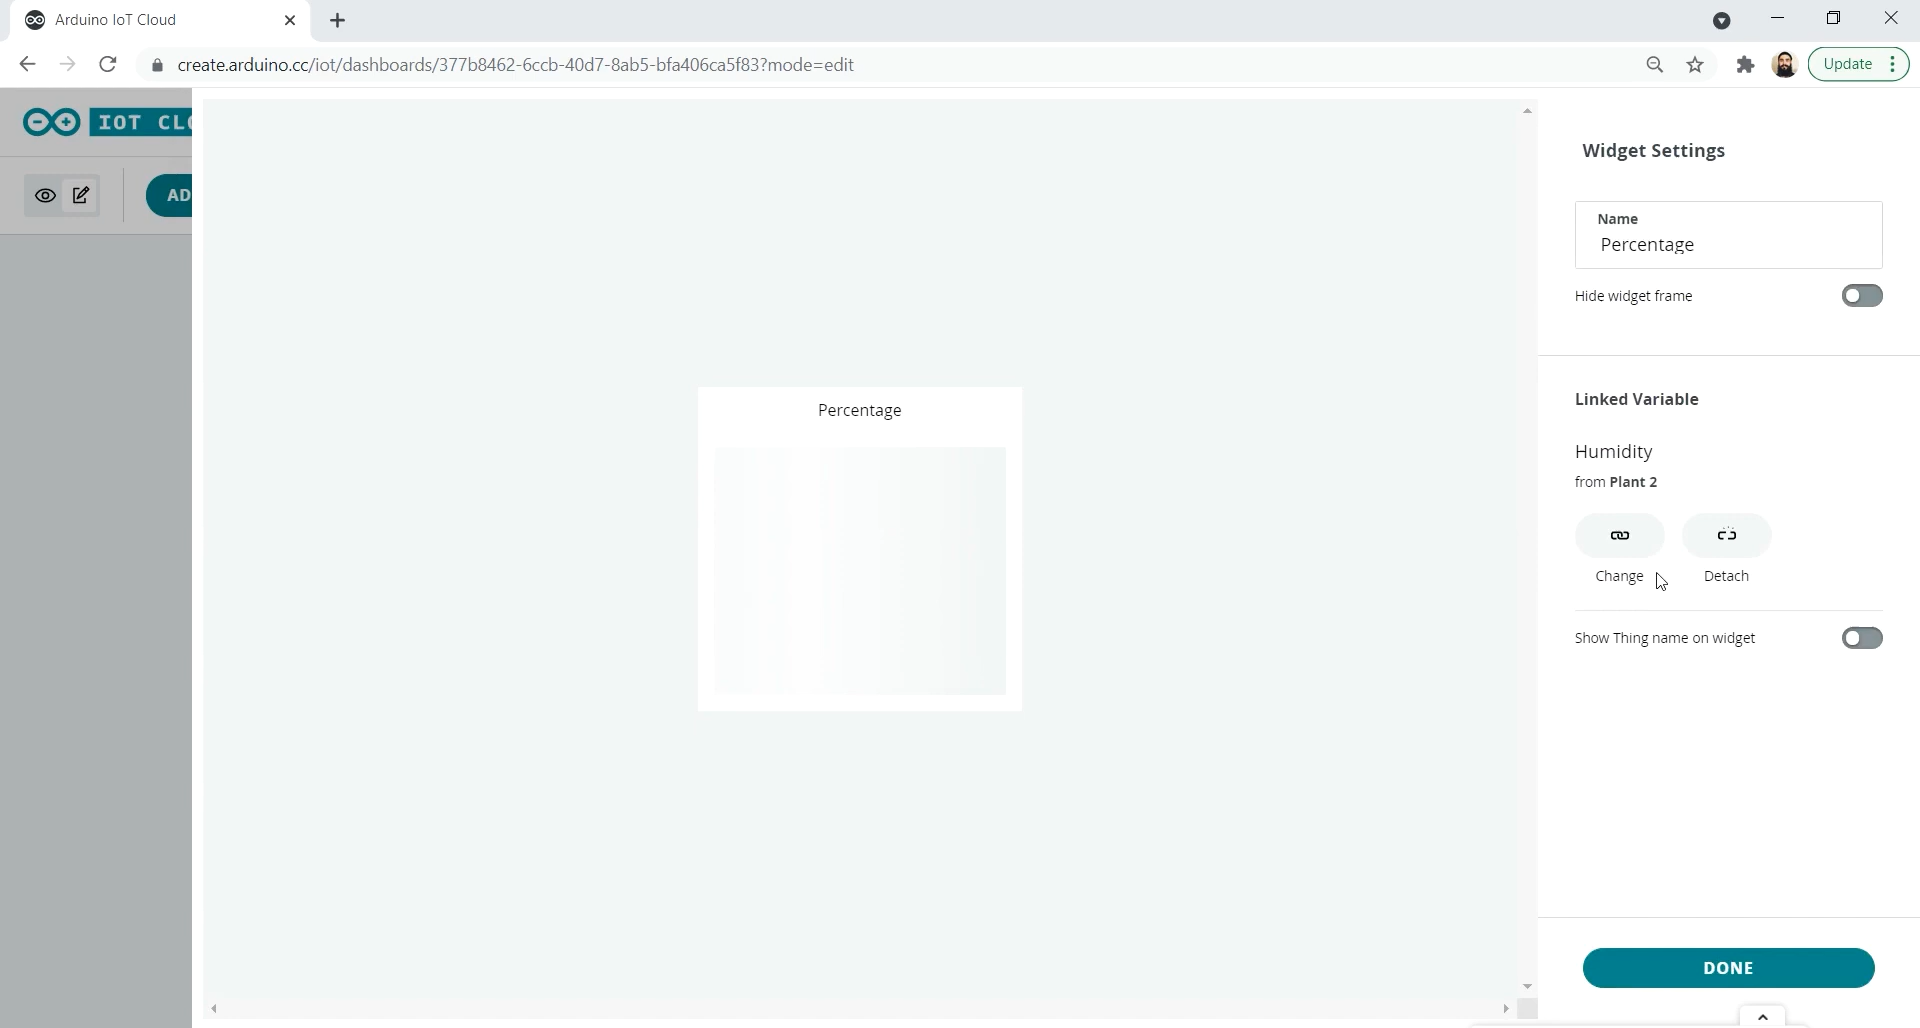 Arduino IoT Cloud
create.arduino.cc/iot/dashboards/377b8462-6ccb-40d7-8ab5-bfa406ca5f83?mode=edit
Update
IOT CLO
AD
Widget Settings
Name
Percentage
Hide widget frame
Percentage
Linked Variable
Humidity
from Plant 2
Change
Detach
Show Thing name on widget
DONE